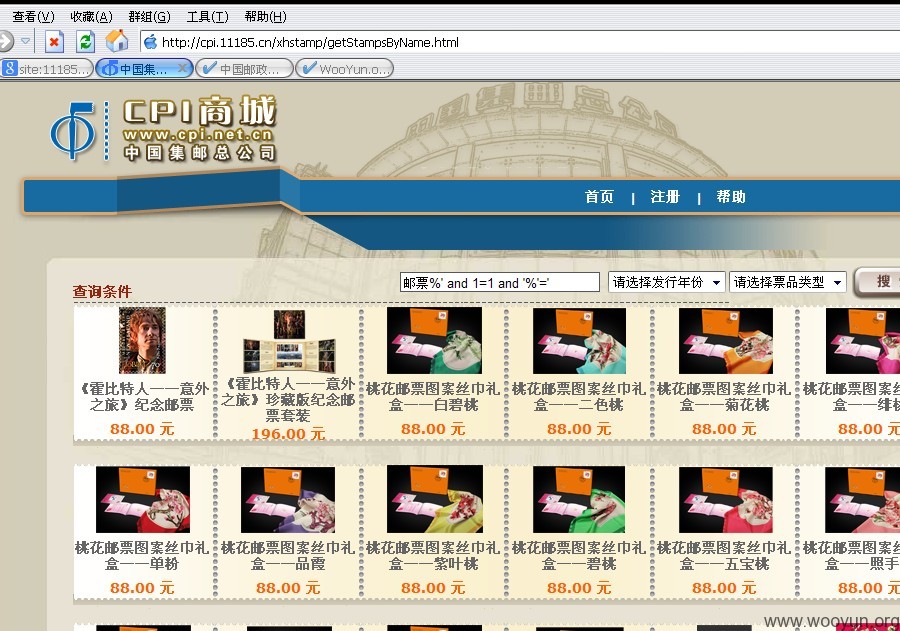 查看(V) 收藏(A) 群组(G) 工具(T) 帮助(H)
http://cpi.11185.cn/xhstamp/getStampsByName.html
site:11185... 中国集... 中国邮政... WooYun.o...
CPI商城
www.cpi.net.cn
中国集邮总公司
首页 | 注册 | 帮助
查询条件 邮票%' and 1=1 and '%'=' 请选择发行年份 请选择票品类型 搜
《霍比特人——意外之旅》纪念邮票
88.00 元
《霍比特人——意外之旅》珍藏版纪念邮票套装
196.00 元
桃花邮票图案丝巾礼盒——白碧桃
88.00 元
桃花邮票图案丝巾礼盒——二色桃
88.00 元
桃花邮票图案丝巾礼盒——菊花桃
88.00 元
桃花邮票图案丝巾
盒——绯桃
88.00 元
桃花邮票图案丝巾礼盒——单粉
88.00 元
桃花邮票图案丝巾礼盒——品霞
88.00 元
桃花邮票图案丝巾礼盒——紫叶桃
88.00 元
桃花邮票图案丝巾礼盒——碧桃
88.00 元
桃花邮票图案丝巾礼盒——五宝桃
88.00 元
桃花邮票图案丝巾
盒——照手
88.00 元
www.wooyun.org